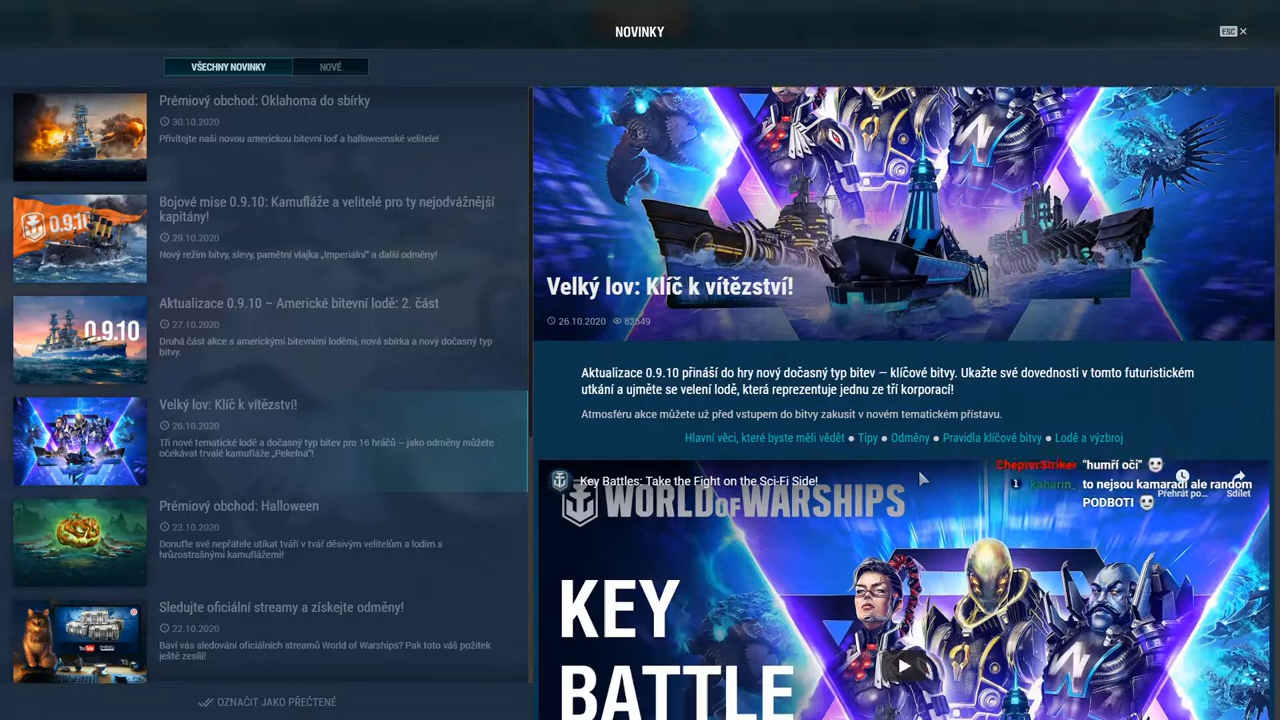 NOVINKY
ESC ×
VŠECHNY NOVINKY
NOVÉ
Prémiový obchod: Oklahoma do sbírky
30.10.2020
Přivítejte naši novou americkou bitevní loď a halloweenské velitele!
0.9.10
Bojové mise 0.9.10: Kamufláže a velitelé pro ty nejodvážnější
kapitány!
29.10.2020
Nový režim bitvy, slevy, pamětní vlajka „Imperiální" a další odměny!
0.9.10
Aktualizace 0.9.10 – Americké bitevní lodě: 2. část
27.10.2020
Druhá část akce s americkými bitevními loděmi, nová sbírka a nový dočasný typ
bitvy.
Velký lov: Klíč k vítězství!
26.10.2020
Tři nové tematické lodě a dočasný typ bitev pro 16 hráčů – jako odměny můžete
očekávat trvalé kamufláže „Pekelná"!
Prémiový obchod: Halloween
23.10.2020
Donuťte své nepřátele utíkat tváří v tvář děsivým velitelům a lodím s
hrůzostrašnými kamuflážemi!
Sledujte oficiální streamy a získejte odměny!
22.10.2020
Baví vás sledování oficiálních streamů World of Warships? Pak toto váš požitek
ještě zesílí!
OZNAČIT JAKO PŘEČTENÉ
Velký lov: Klíč k vítězství!
26.10.2020 82649
Aktualizace 0.9.10 přináší do hry nový dočasný typ bitev – klíčové bitvy. Ukažte své dovednosti v tomto futuristickém
utkání a ujměte se velení lodě, která reprezentuje jednu ze tří korporací!
Atmosféru akce můžete už před vstupem do bitvy zakusit v novém tematickém přístavu.
Hlavní věci, které byste měli vědět ● Tipy ● Odměny ● Pravidla klíčové bitvy ● Lodě a výzbroj
Key Battles: Take the Fight on the Sci-Fi Side!
WORLD OF WARSHIPS
"humří oči"
1 kaharin_ to nejsou kamaradi ale random
PODBOTI
Přehrát po...
Sdílet
KEY
BATTLE